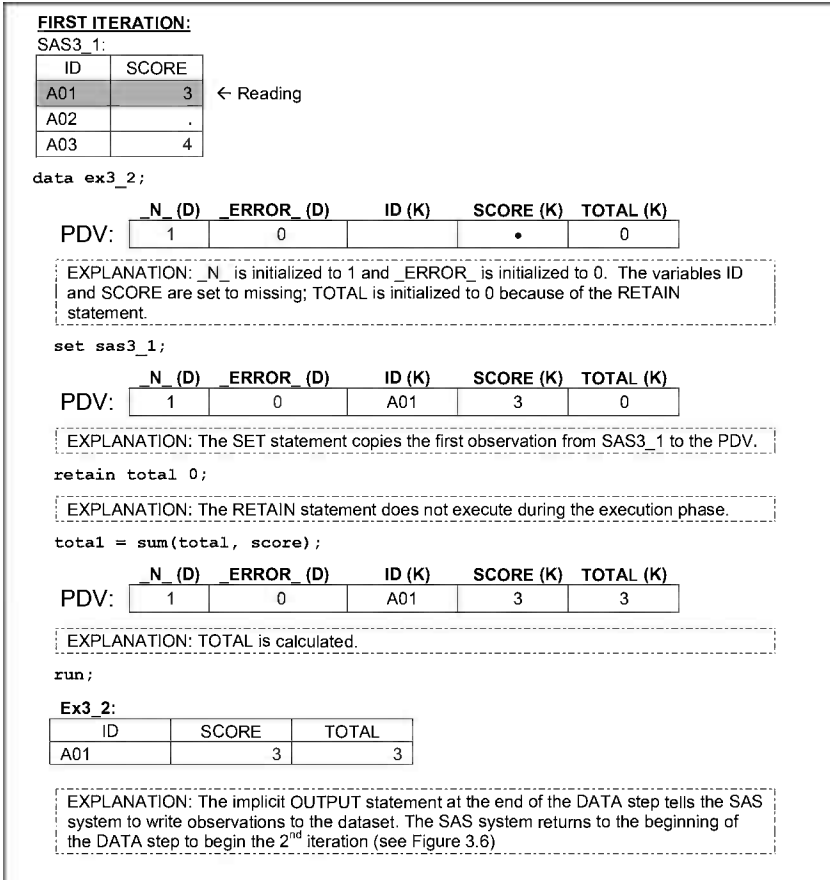 FIRST ITERATION:
SAS3_1:
ID SCORE
A01 3 ← Reading
A02 .
A03 4
data ex3_2;
_N_ (D) _ERROR_ (D) ID (K) SCORE (K) TOTAL (K)
PDV: 1 0 • 0
EXPLANATION: _N_ is initialized to 1 and _ERROR_ is initialized to 0. The variables ID
and SCORE are set to missing; TOTAL is initialized to 0 because of the RETAIN
statement.
set sas3_1;
_N_ (D) _ERROR_ (D) ID (K) SCORE (K) TOTAL (K)
PDV: 1 0 A01 3 0
EXPLANATION: The SET statement copies the first observation from SAS3_1 to the PDV.
retain total 0;
EXPLANATION: The RETAIN statement does not execute during the execution phase.
total = sum(total, score);
_N_ (D) _ERROR_ (D) ID (K) SCORE (K) TOTAL (K)
PDV: 1 0 A01 3 3
EXPLANATION: TOTAL is calculated.
run;
Ex3_2:
ID SCORE TOTAL
A01 3 3
EXPLANATION: The implicit OUTPUT statement at the end of the DATA step tells the SAS
system to write observations to the dataset. The SAS system returns to the beginning of
the DATA step to begin the 2nd iteration (see Figure 3.6)